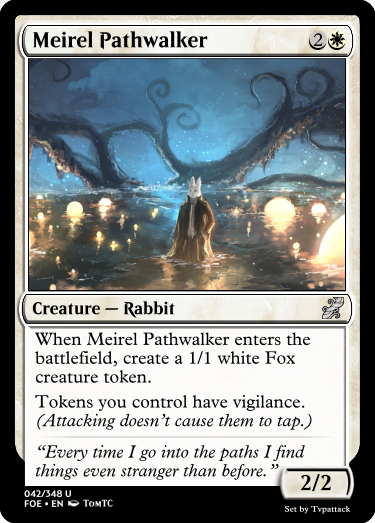 Meirel Pathwalker 2
Creature — Rabbit
When Meirel Pathwalker enters the
battlefield, create a 1/1 white Fox
creature token.
Tokens you control have vigilance.
(Attacking doesn't cause them to tap.)
“Every time I go into the paths I find
things even stranger than before.”
2/2
042/348 U
FOE • EN TomTC
Set by Tvpattack